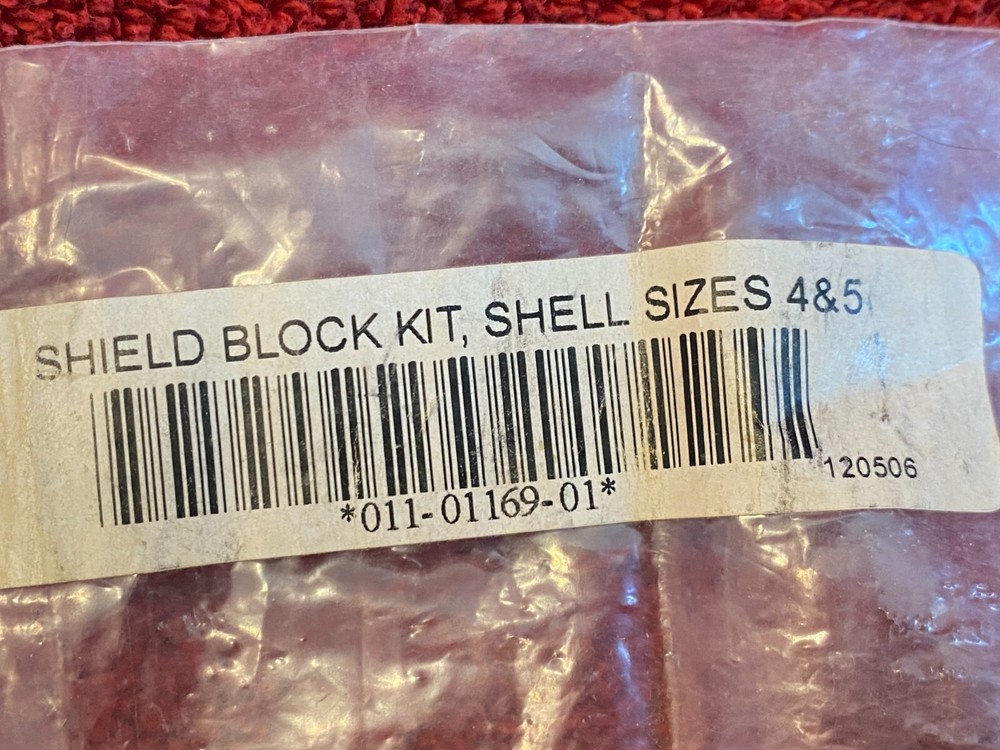 SHIELD BLOCK KIT, SHELL SIZES 4&5
120506
*011-01169-01*